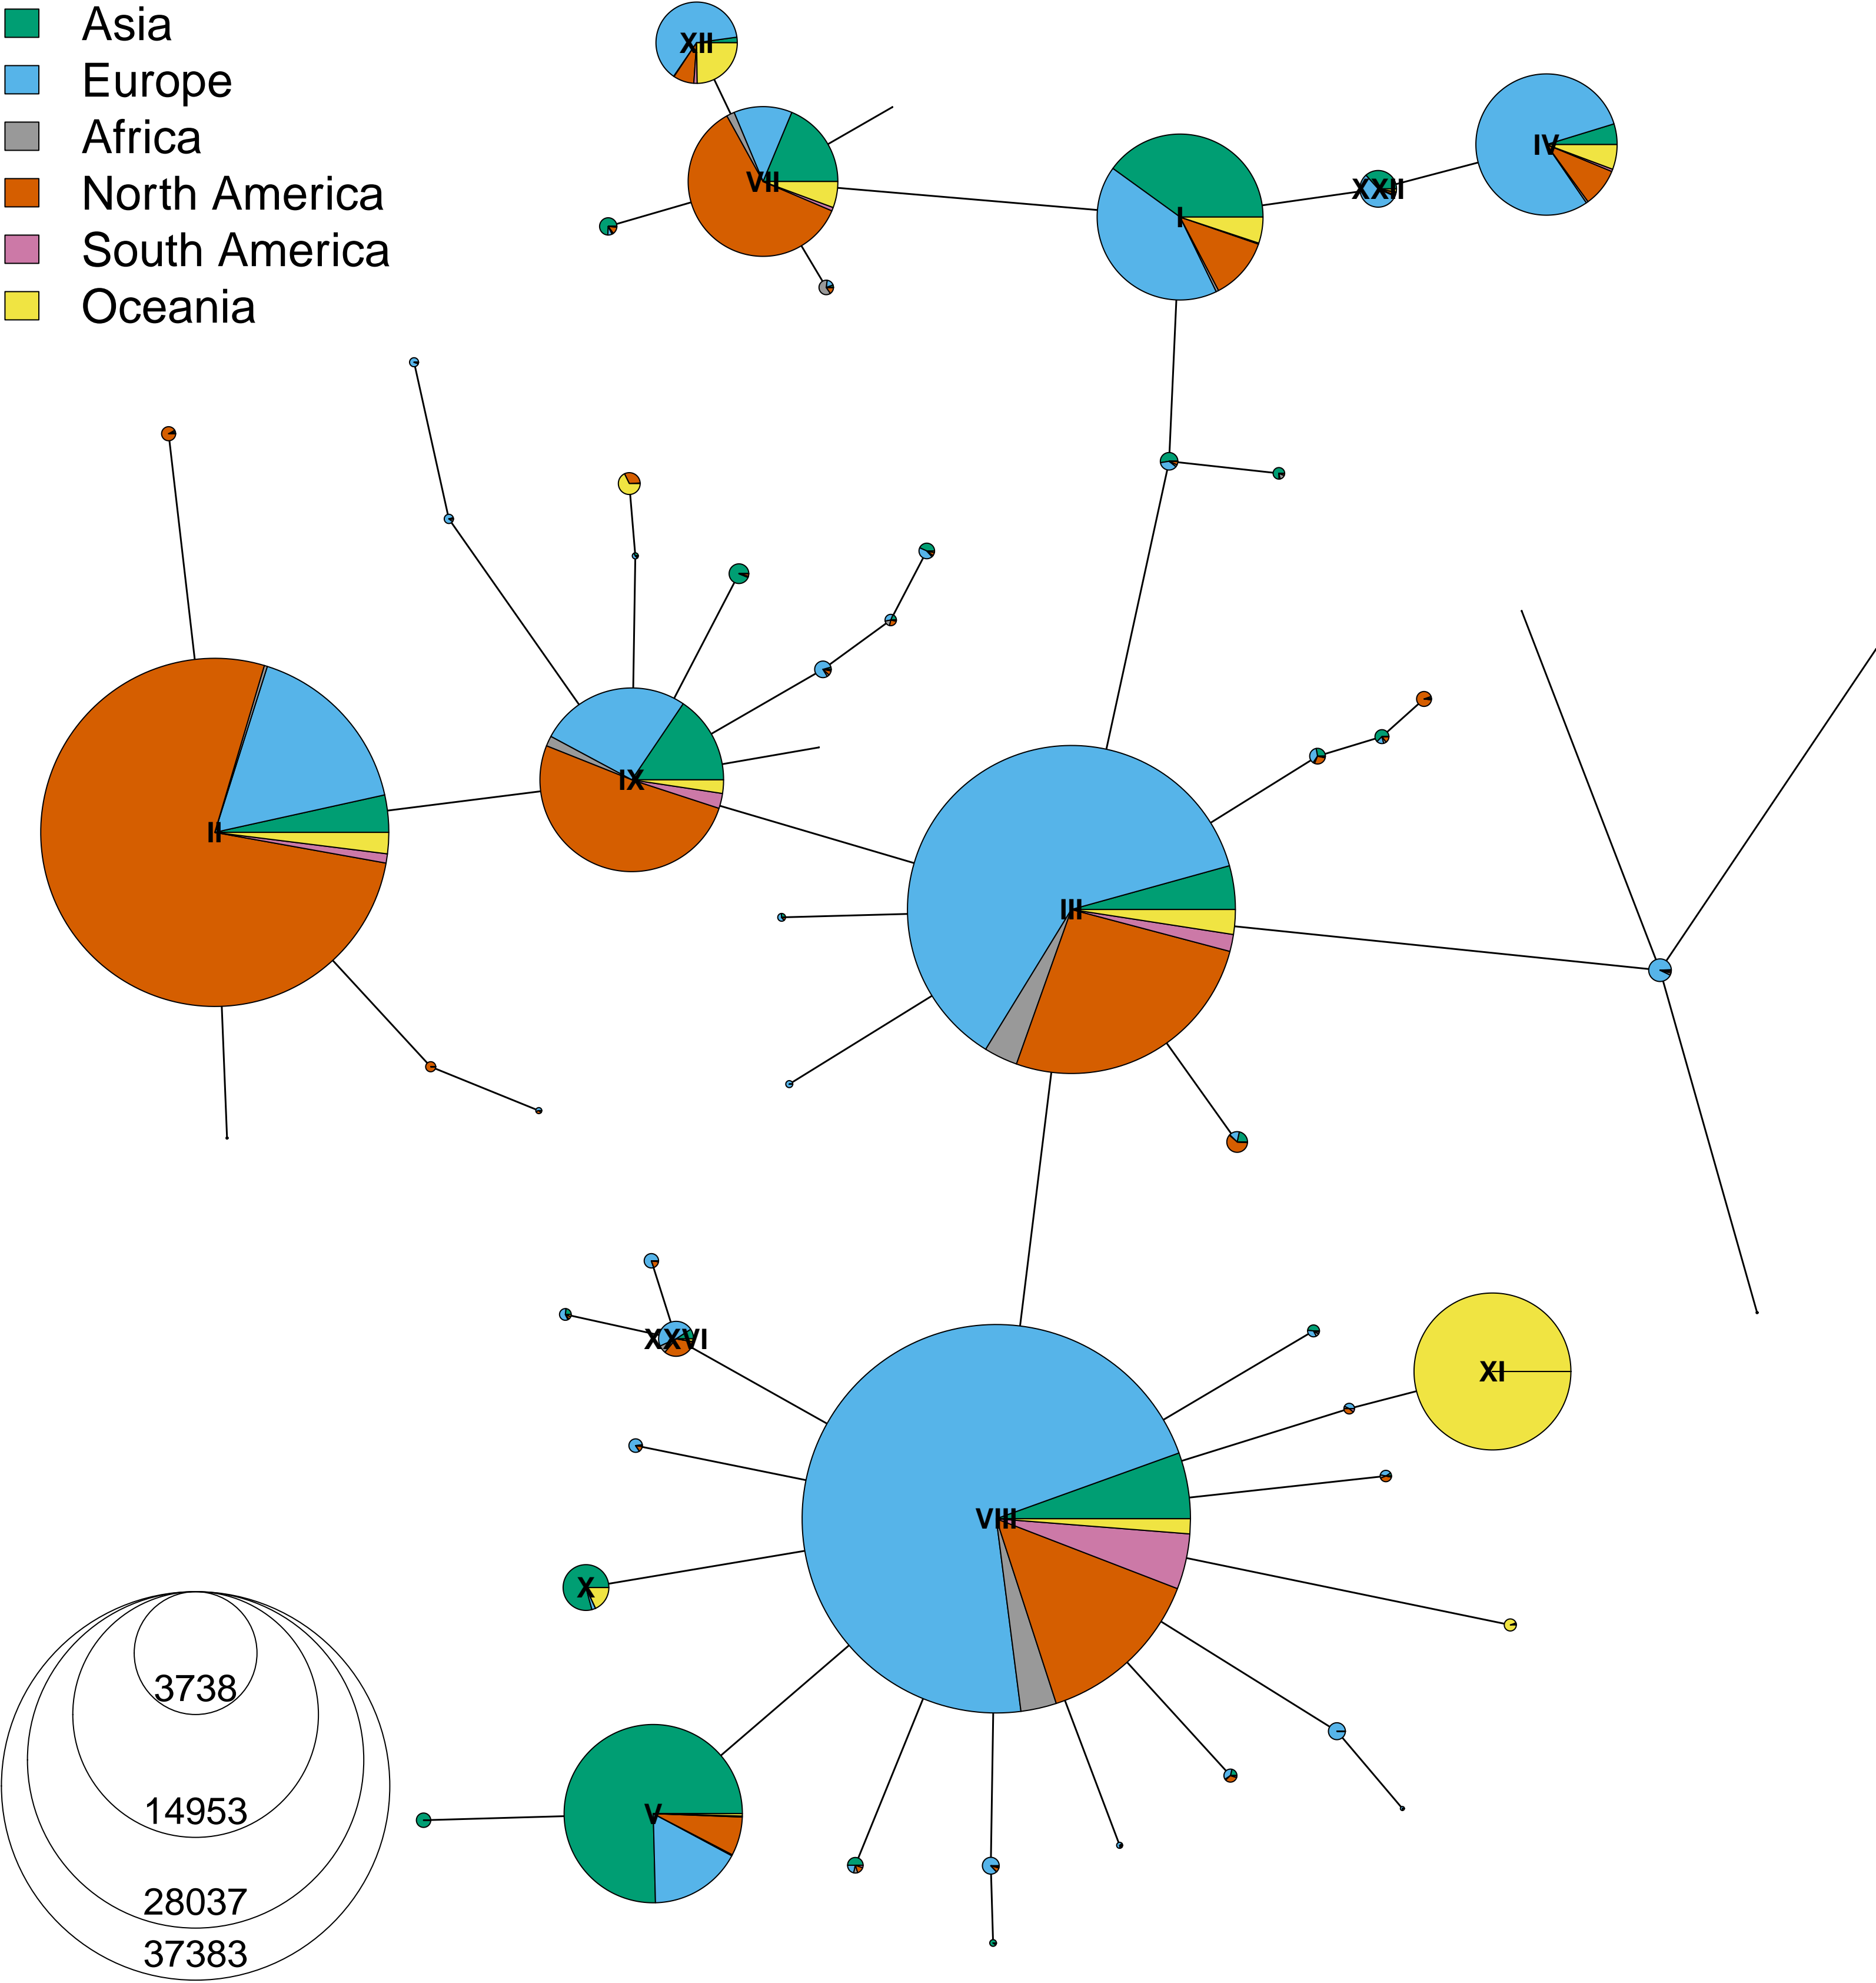 Asia
Europe
Africa
North America
South America
Oceania
XII
VII
I
XXII
IV
II
IX
III
XXVI
XI
VIII
X
V
3738
14953
28037
37383